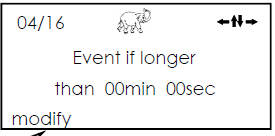 04/16
Event if longer
than 00min 00sec
modify